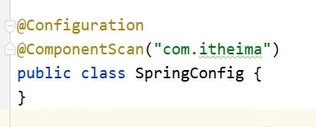 @Configuration
@ComponentScan("com.itheima")
public class SpringConfig {
}